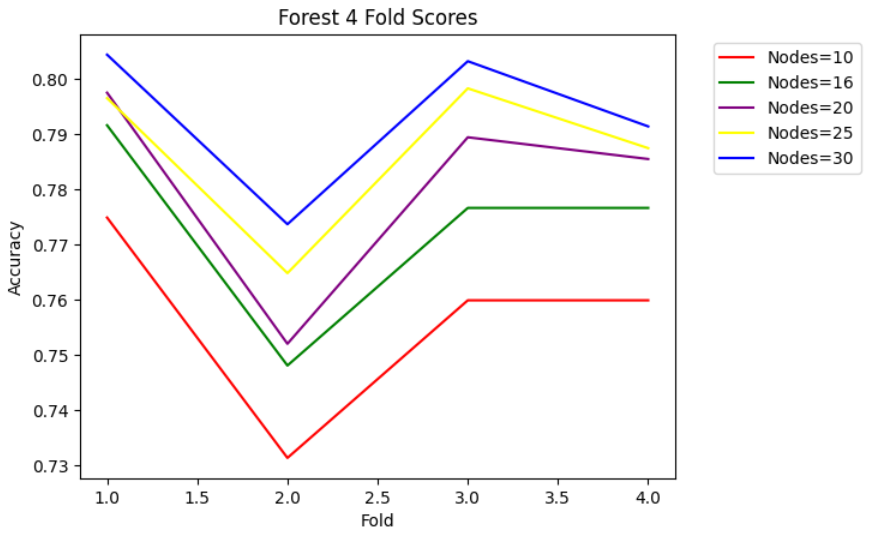 Forest 4 Fold Scores
Accuracy
0.80
0.79
0.78
0.77
0.76
0.75
0.74
0.73
1.0 1.5 2.0 2.5 3.0 3.5 4.0
Fold
Nodes=10
Nodes=16
Nodes=20
Nodes=25
Nodes=30